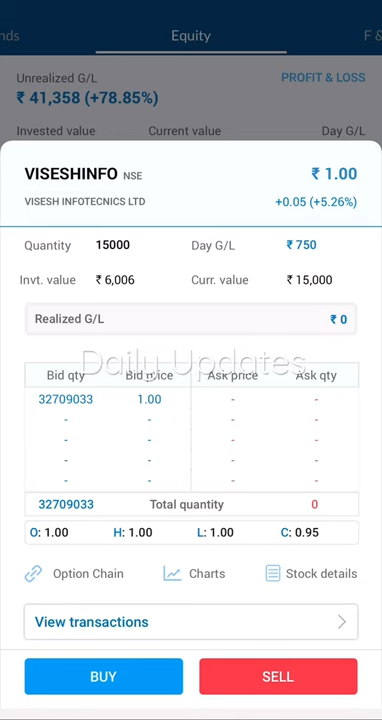 nds Equity F &
Unrealized G/L PROFIT & LOSS
₹ 41,358 (+78.85%)
Invested value Current value Day G/L
VISESHINFO NSE ₹ 1.00
VISESH INFOTECNICS LTD +0.05 (+5.26%)
Quantity 15000 Day G/L ₹ 750
Invt. value ₹ 6,006 Curr. value ₹ 15,000
Realized G/L ₹ 0
Daily Updates
Bid qty Bid price Ask price Ask qty
32709033 1.00 - -
- - - -
- - - -
- - - -
- - - -
32709033 Total quantity 0
O: 1.00 H: 1.00 L: 1.00 C: 0.95
Option Chain Charts Stock details
View transactions
BUY SELL